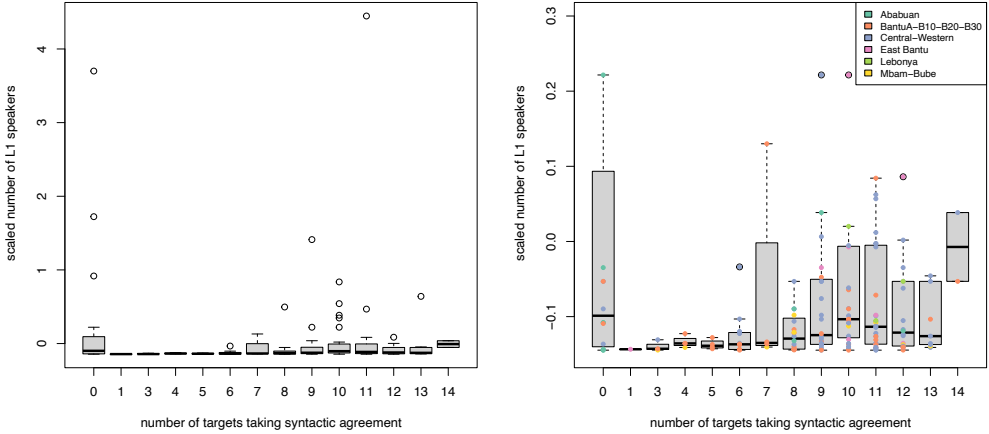 scaled number of L1 speakers
4
3
2
1
0
0 1 3 4 5 6 7 8 9 10 11 12 13 14
number of targets taking syntactic agreement
scaled number of L1 speakers
0.3
0.2
0.1
0.0
−0.1
0 1 3 4 5 6 7 8 9 10 11 12 13 14
number of targets taking syntactic agreement
Ababuan
BantuA−B10−B20−B30
Central−Western
East Bantu
Lebonya
Mbam−Bube